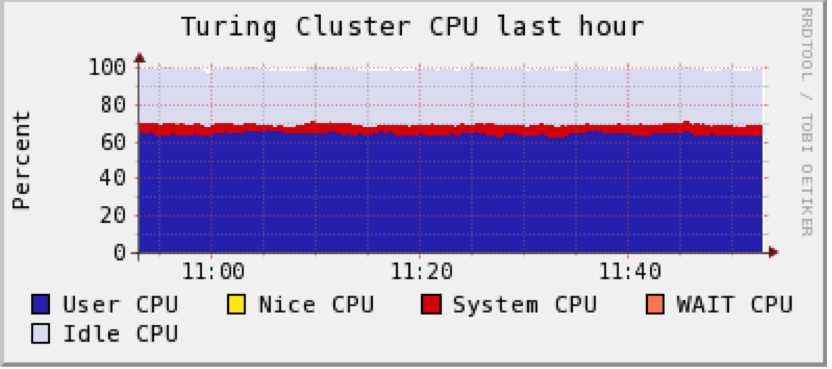 Turing Cluster CPU last hour
RRDTOOL / TOBI OETIKER
Percent
100
80
60
40
20
0
11:00 11:20 11:40
User CPU Nice CPU System CPU WAIT CPU
Idle CPU